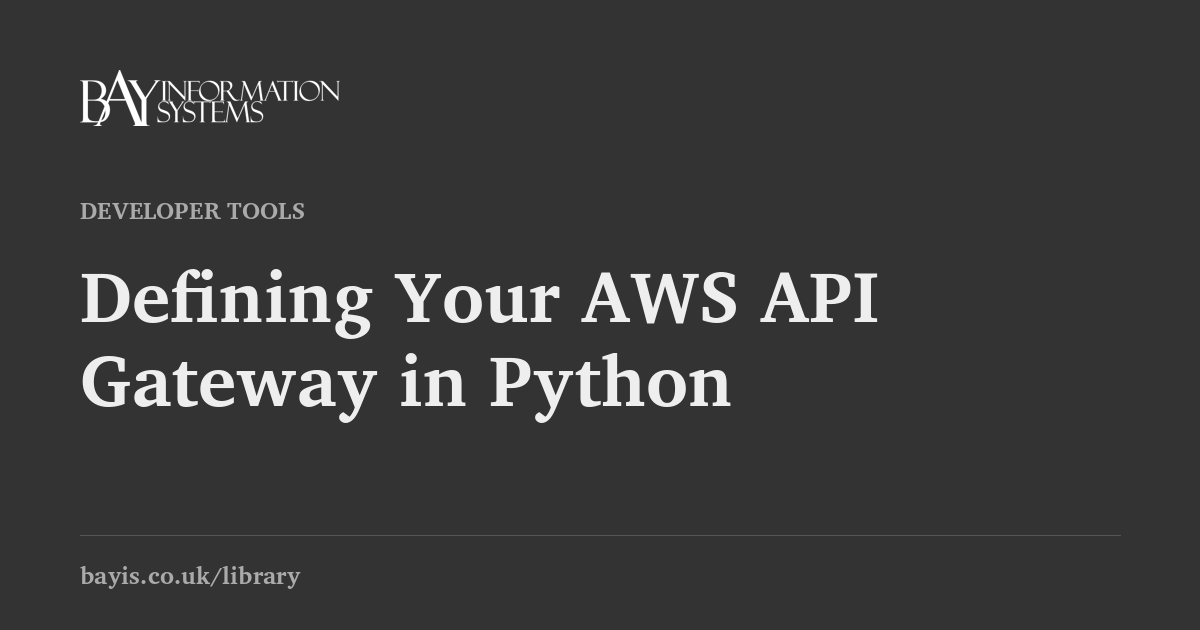 BAY INFORMATION
SYSTEMS
DEVELOPER TOOLS
Defining Your AWS API
Gateway in Python
bayis.co.uk/library